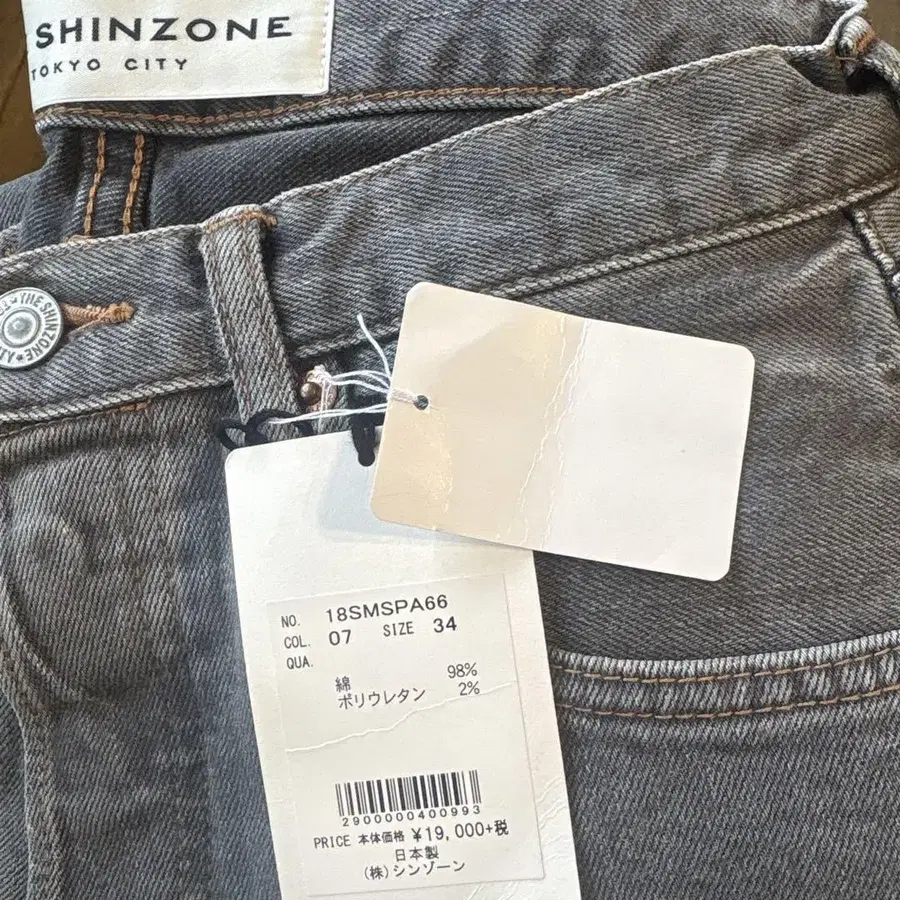 SHINZONE
TOKYO CITY
THE SHINZONE
NO. 18SMSPA66
COL. 07 SIZE 34
QUA.
綿 98%
ポリウレタン 2%
2900000400993
PRICE 本体価格 ¥19,000+税
日本製
(株)シンゾーン